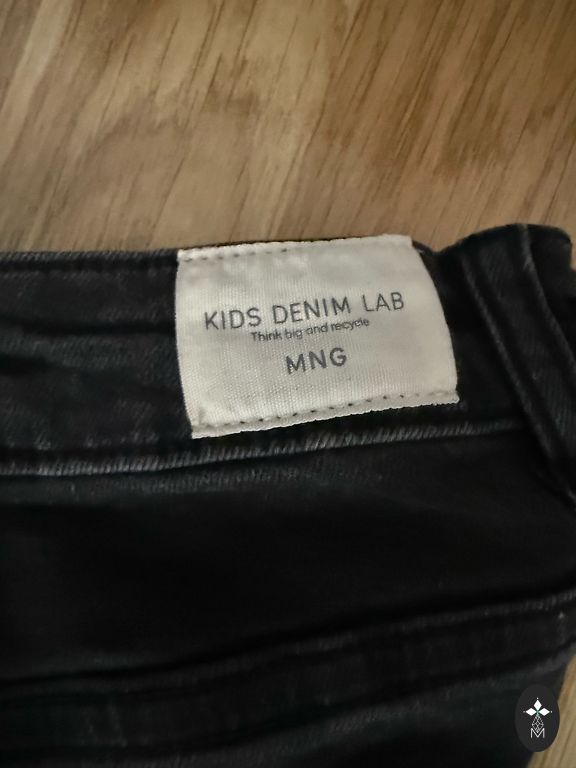 KIDS DENIM LAB
Think big and recycle
MNG
M